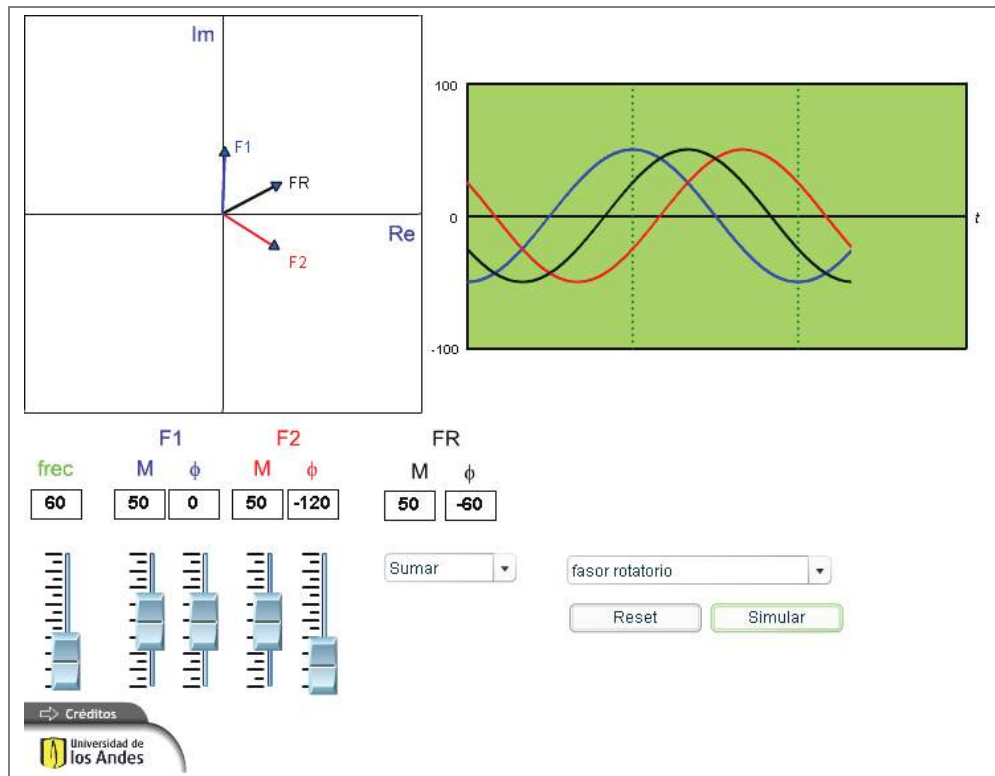 Im
F1
FR
Re
F2
100
0
t
-100
F1 F2 FR
frec M ϕ M ϕ M ϕ
60 50 0 50 -120 50 -60
Sumar
fasor rotatorio
Reset Simular
Créditos
Universidad de
los Andes